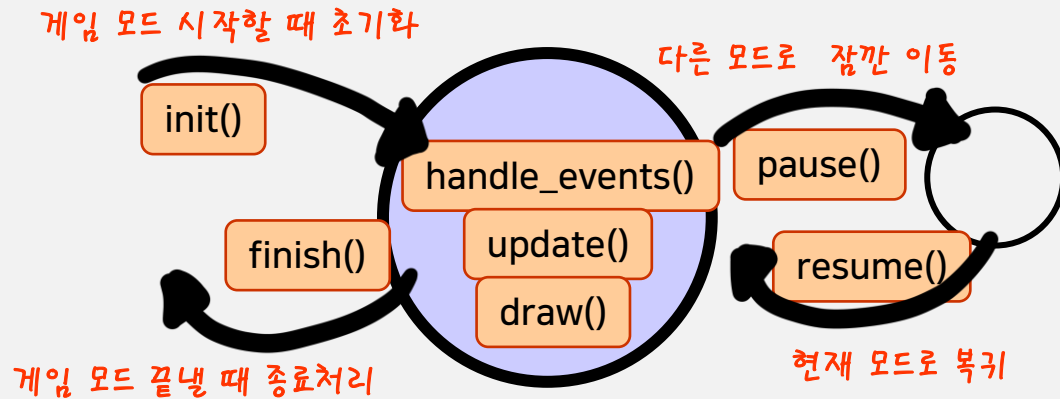 게임 모드 시작할 때 초기화
init()
다른 모드로 잠깐 이동
pause()
handle_events()
update()
draw()
finish()
resume()
게임 모드 끝낼 때 종료처리
현재 모드로 복귀